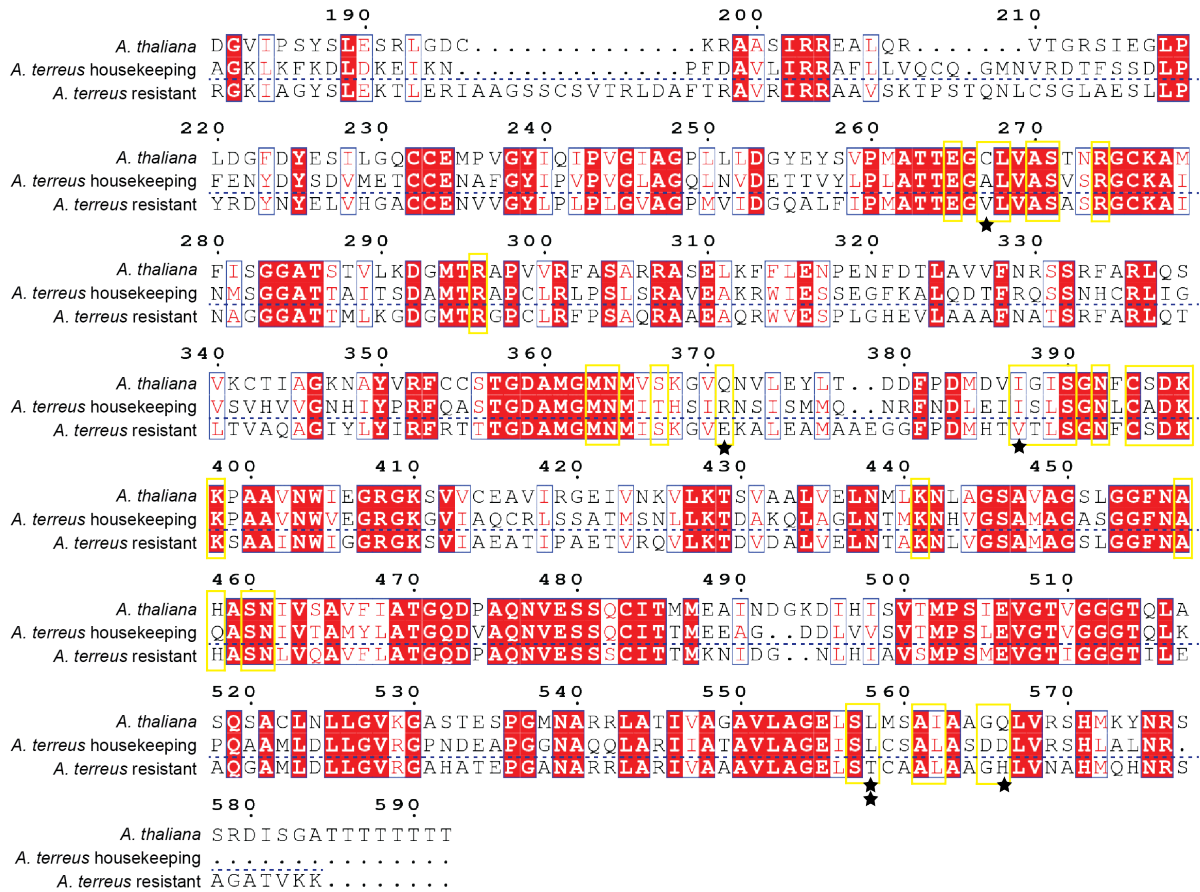 190 200 210
A. thaliana DGVIPSYSLESRLGDC..............KRAASIRREALQR.......VTGRSIEGLP
A. terreus housekeeping AGKLKFKDLDKEIKN..............PFDAVLIRRAFLLVQCQ.GMNVRDTFSSDLP
A. terreus resistant RGKIAGYSLEKTLERIAAGSSCSVTRLDAFTRAVRIRRAAVSKTPSTQNLCSGLAESLLP
220 230 240 250 260 270
A. thaliana LDGFDYESILGQCCEMPVGYIQIPVGIAGPLLLDGYEYSVPMATTEGCLVASTNRGCKAM
A. terreus housekeeping FENYDYSDVMETCCENAFGYIPVPVGLAGQLNVDETTVYLPLATTEGALVASVSRGCKAI
A. terreus resistant YRDYNYELVHGACCENVVGYLPLPLGVAGPMVIDGQALFIPMATTEGVLVASASRGCKAI
280 290 300 310 320 330
A. thaliana FISGGATSTVLKDGMTRAPVVRFASARRASELKFFLENPENFDTLAVVFNRSSRFARLQS
A. terreus housekeeping NMSGGATTAITSDAMTRAPCLRLPSLSRAVEAKRWIESSEGFKALQDTFRQSSNHCRLIG
A. terreus resistant NAGGGATTMLKGDGMTRGPCLRFPSAQRAAEAQRWVESPLGHEVLAAAFNATSRFARLQT
340 350 360 370 380 390
A. thaliana VKCTIAGKNAYVRFCCSTGDAMGMNMVSKGVQNVLEYLT..DDFPDMDVIGISGNFCSDK
A. terreus housekeeping VSVHVVGNHIYPRFQASTGDAMGMNMITHSIRNSISMMQ..NRFNDLEIISLSGNLCADK
A. terreus resistant LTVAQAGIYLYIRFRTTTGDAMGMNMISKGVEKALEAMAAEGGFPDMHTVTLSGNFCSDK
400 410 420 430 440 450
A. thaliana KPAAVNWIEGRGKSVVCEAVIRGEIVNKVLKTSVAALVELNMLKNLAGSAVAGSLGGFNA
A. terreus housekeeping KPAAVNWVEGRGKGVIAQCRLSSATMSNLLKTDAKQLAGLNTMKNHVGSAMAGASGGFNA
A. terreus resistant KSAAINWIGGRGKSVIAEATIPAETVRQVLKTDVDALVELNTAKNLVGSAMAGSLGGFNA
460 470 480 490 500 510
A. thaliana HASNIVSAVFIATGQDPAQNVESSQCITMMEAINDGKDIHISVTMPSIEVGTVGGGTQLA
A. terreus housekeeping QASNIVTAMYLATGQDVAQNVESSQCITTMEEAG..DDLVVSVTMPSLEVGTVGGGTQLK
A. terreus resistant HASNLVQAVFLATGQDPAQNVESSSCITTMKNIDG..NLHIAVSMPSMEVGTIGGGTILE
520 530 540 550 560 570
A. thaliana SQSACLNLLGVKGASTESPGMNARRLATIVAGAVLAGELSLMSAIAAGQLVRSHMKYNRS
A. terreus housekeeping PQAAMLDLLGVRGPNDEAPGGNAQQLARIIATAVLAGEISLCSALASDDLVRSHLALNR.
A. terreus resistant AQGAMLDLLGVRGAHATEPGANARRLARIVAAAVLAGELSTCAALAAGHLVNAHMQHNRS
580 590
A. thaliana SRDISGATTTTTTTT
A. terreus housekeeping ...............
A. terreus resistant AGATVKK........